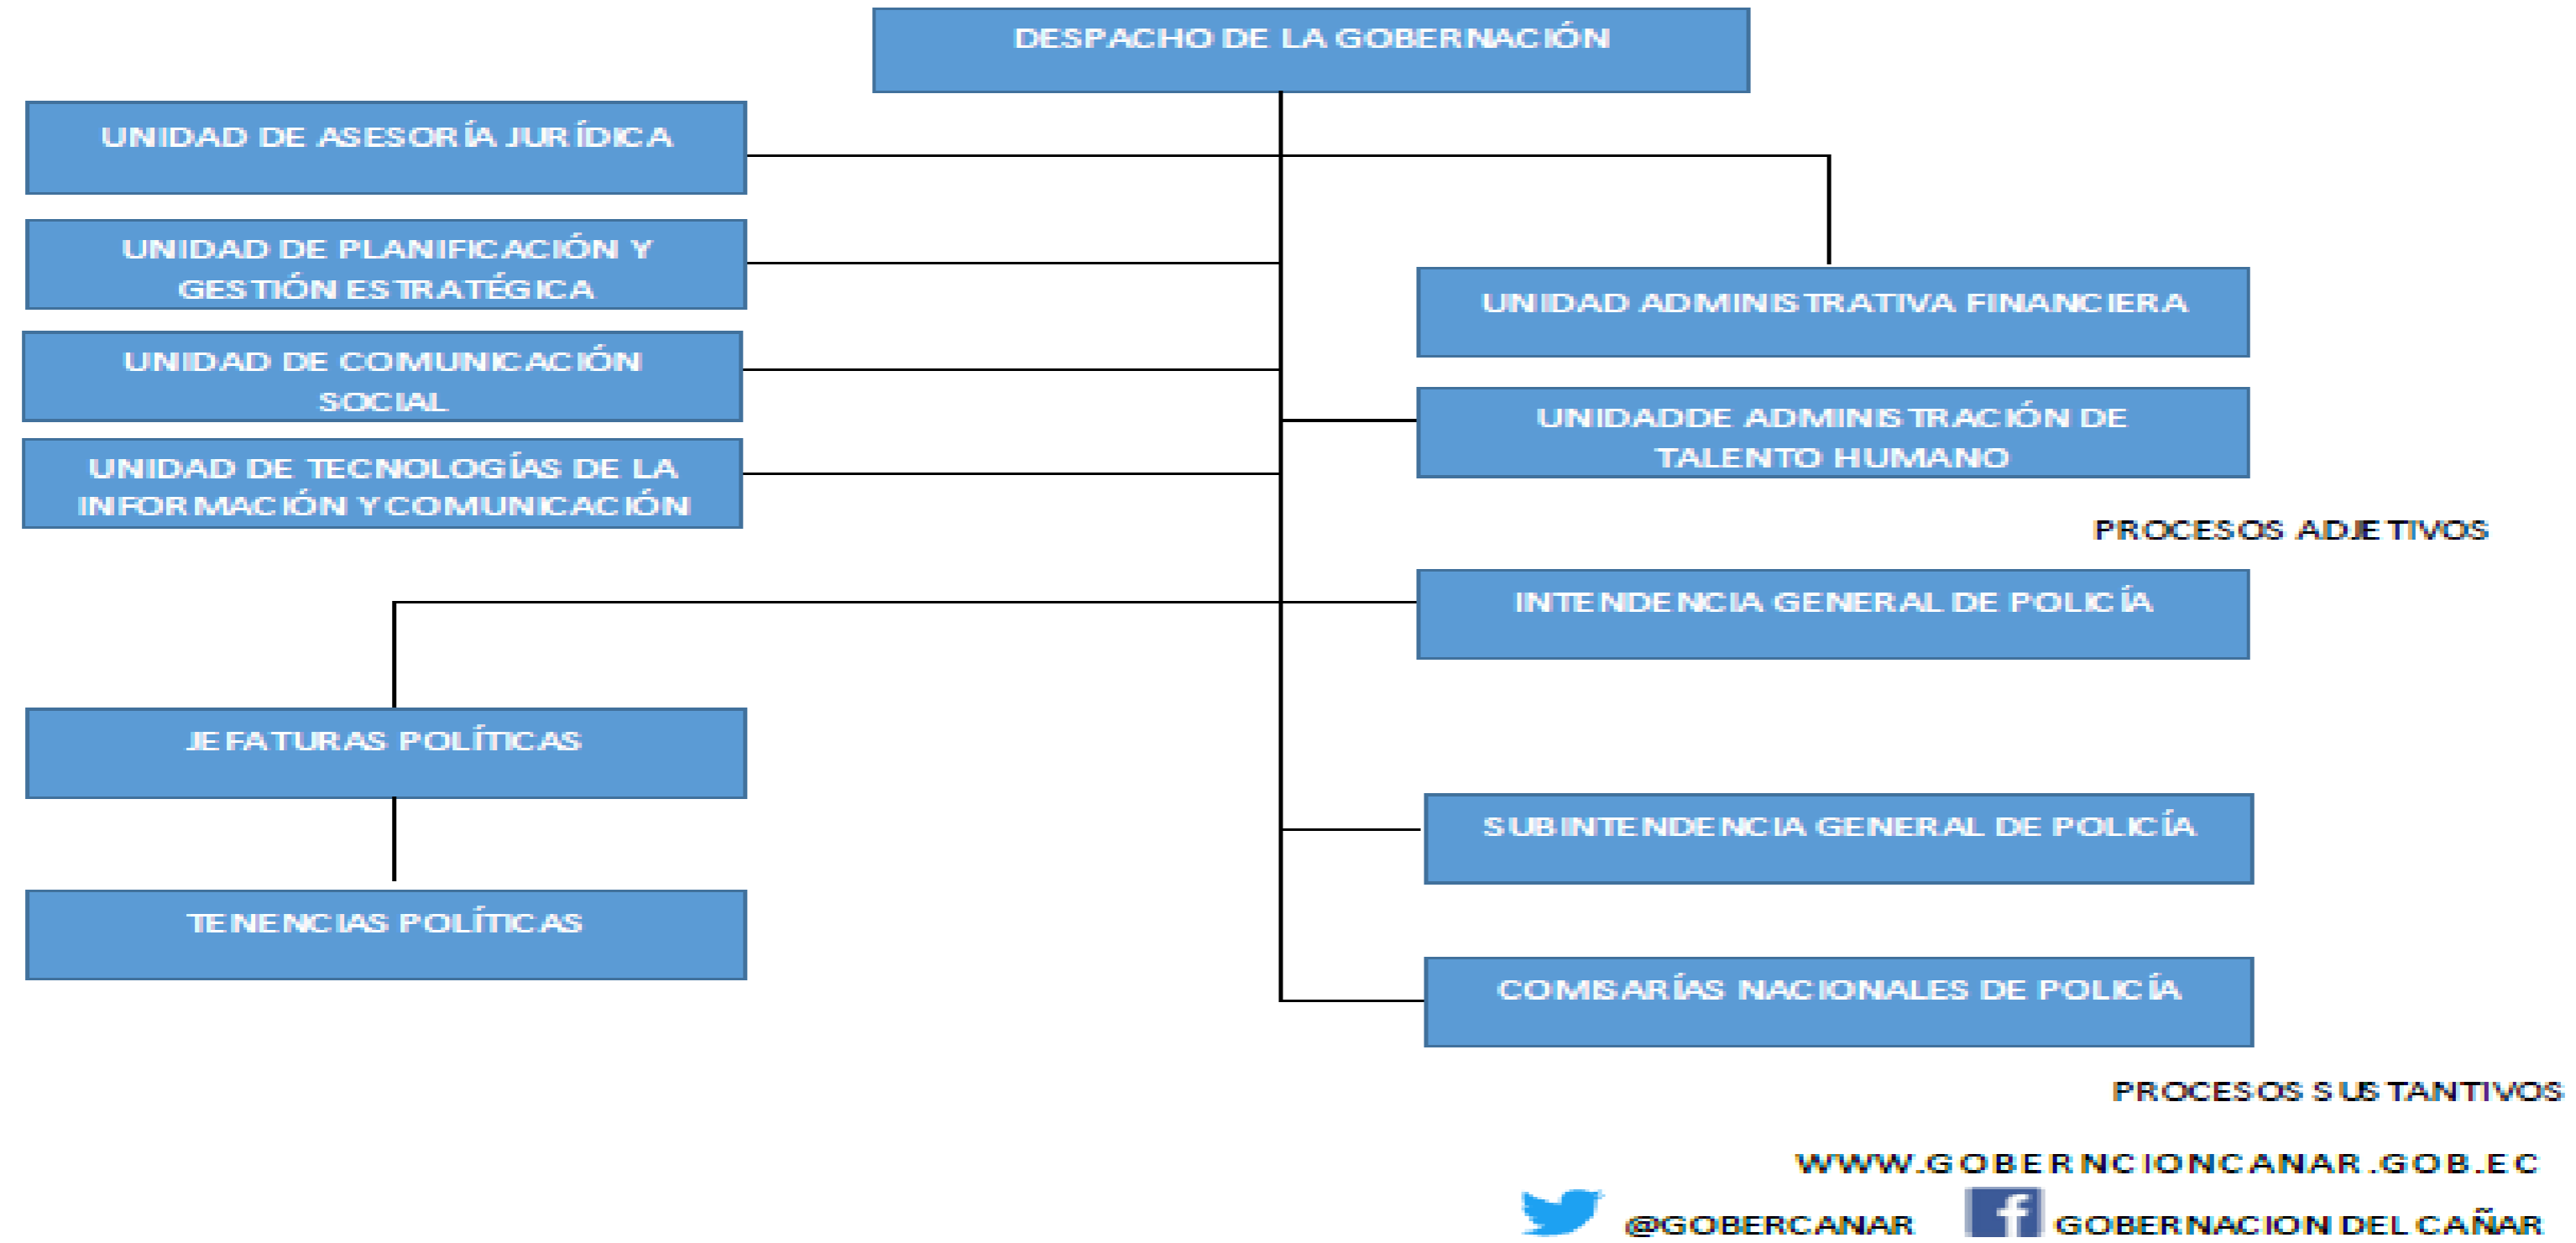 DESPACHO DE LA GOBERNACIÓN
UNIDAD DE ASESORÍA JURÍDICA
UNIDAD DE PLANIFICACIÓN Y
GESTIÓN ESTRATÉGICA
UNIDAD DE COMUNICACIÓN
SOCIAL
UNIDAD DE TECNOLOGÍAS DE LA
INFORMACIÓN Y COMUNICACIÓN
UNIDAD ADMINISTRATIVA FINANCIERA
UNIDADDE ADMINISTRACIÓN DE
TALENTO HUMANO
PROCESOS ADJETIVOS
INTENDENCIA GENERAL DE POLICÍA
JEFATURAS POLÍTICAS
TENENCIAS POLÍTICAS
SUBINTENDENCIA GENERAL DE POLICÍA
COMISARÍAS NACIONALES DE POLICÍA
PROCESOS SUSTANTIVOS
WWW.GOBERNCIONCANAR.GOB.EC
@GOBERCANAR
GOBERNACION DEL CAÑAR